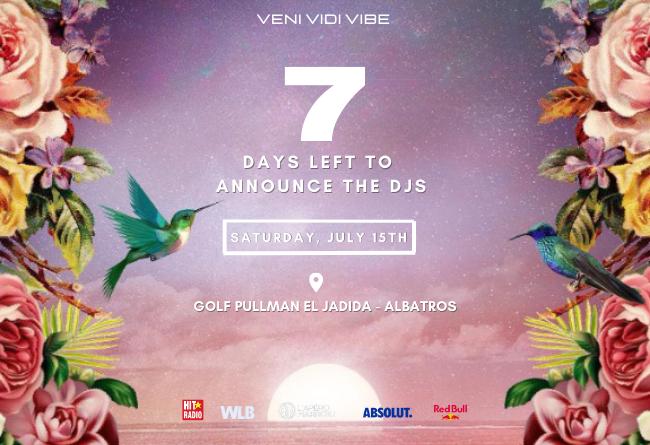 VENI VIDI VIBE
7
DAYS LEFT TO
ANNOUNCE THE DJS
SATURDAY, JULY 15TH
GOLF PULLMAN EL JADIDA - ALBATROS
HIT RADIO
WLB
L'APÉRO
ABSOLUT.
Red Bull